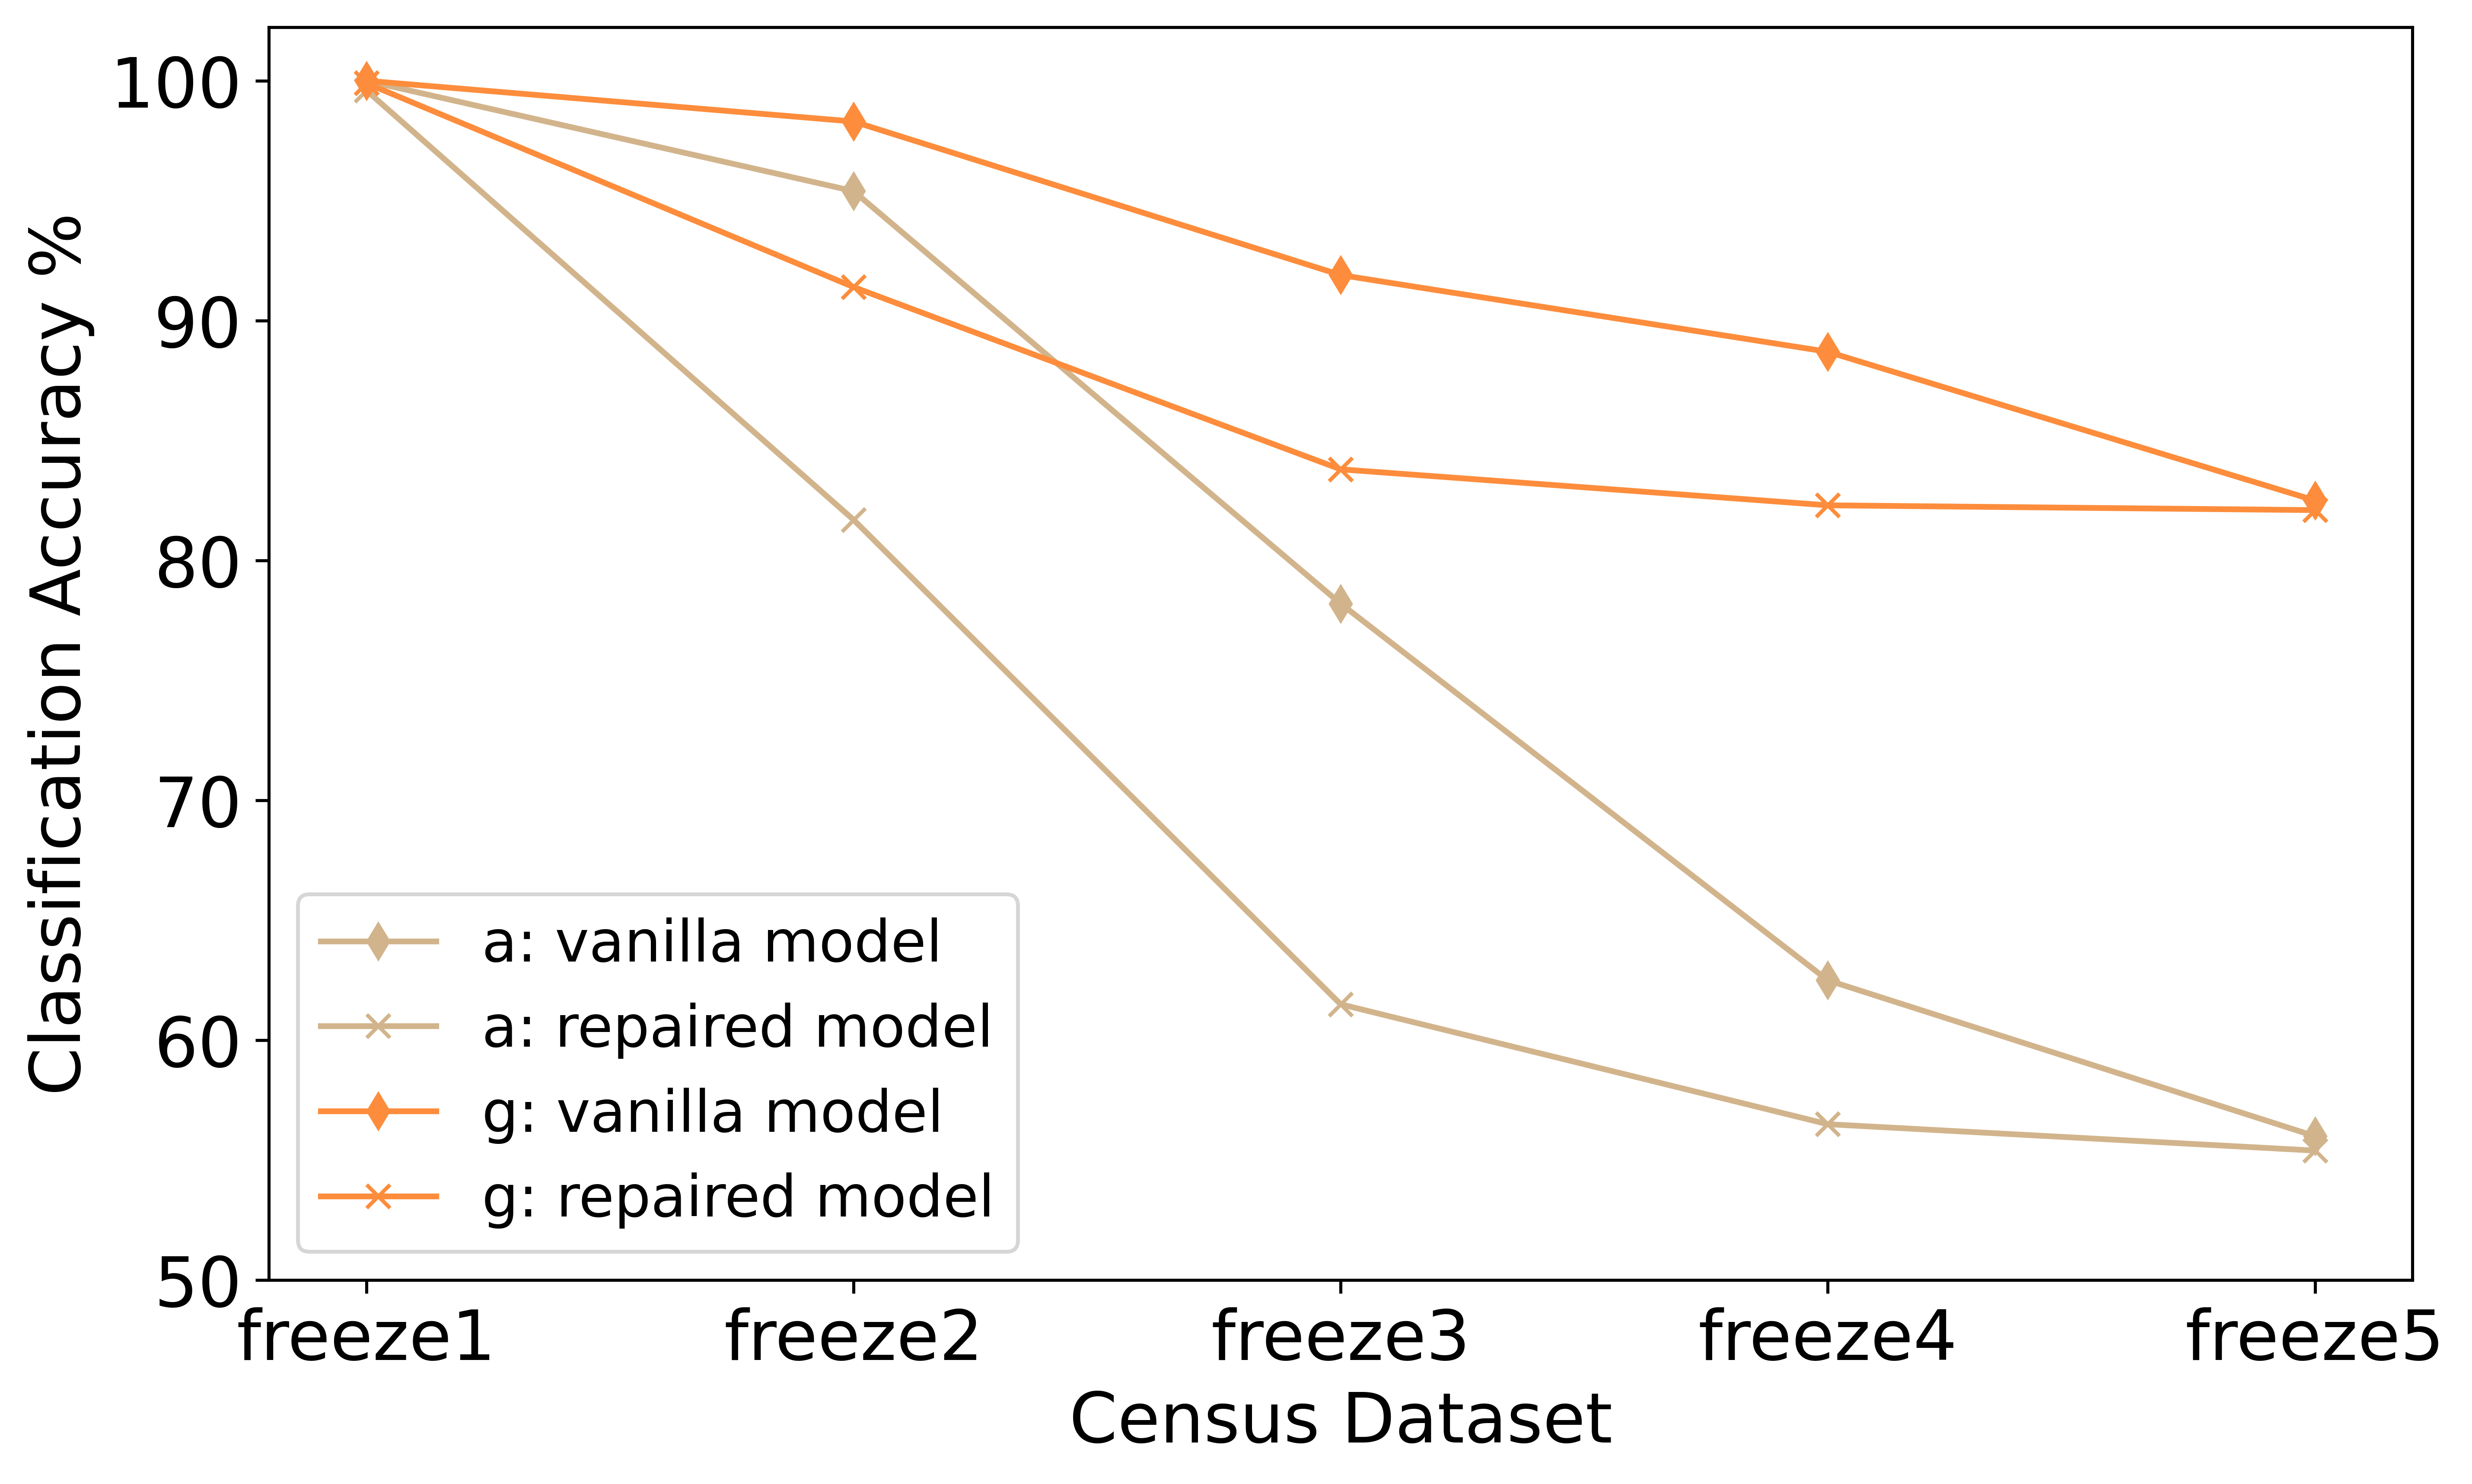 Classification Accuracy %
100
90
80
70
60
50
a: vanilla model
a: repaired model
g: vanilla model
g: repaired model
freeze1 freeze2 freeze3 freeze4 freeze5
Census Dataset